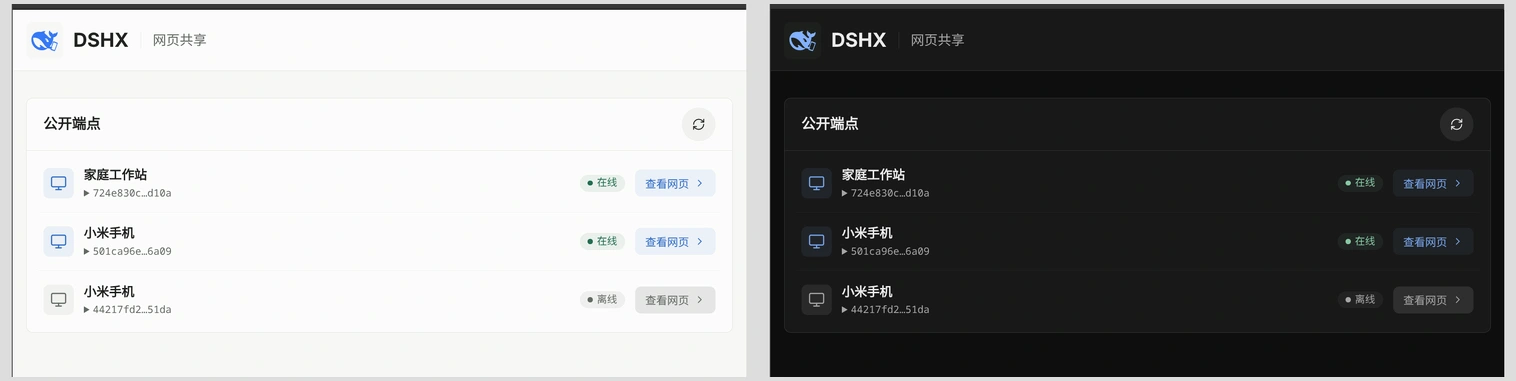 DSHX 网页共享
公开端点
家庭工作站
▶ 724e830c…d10a
在线 查看网页
小米手机
▶ 501ca96e…6a09
在线 查看网页
小米手机
▶ 44217fd2…51da
离线 查看网页
DSHX 网页共享
公开端点
家庭工作站
▶ 724e830c…d10a
在线 查看网页
小米手机
▶ 501ca96e…6a09
在线 查看网页
小米手机
▶ 44217fd2…51da
离线 查看网页